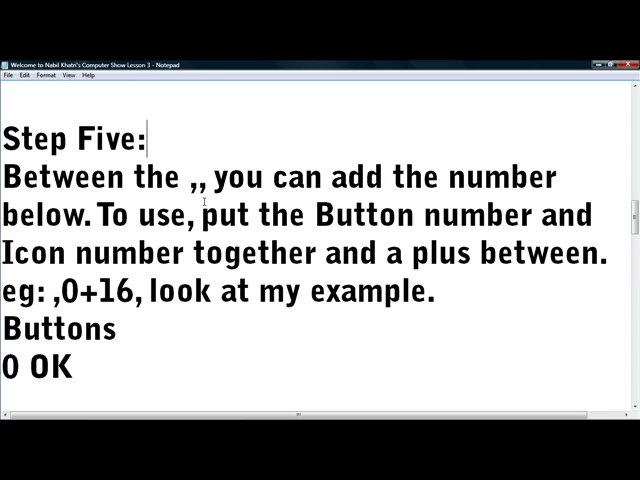 Welcome to Nabil Khatri's Computer Show Lesson 3 - Notepad
File Edit Format View Help
Step Five:
Between the ,, you can add the number
below. To use, put the Button number and
Icon number together and a plus between.
eg: ,0+16, look at my example.
Buttons
0 OK